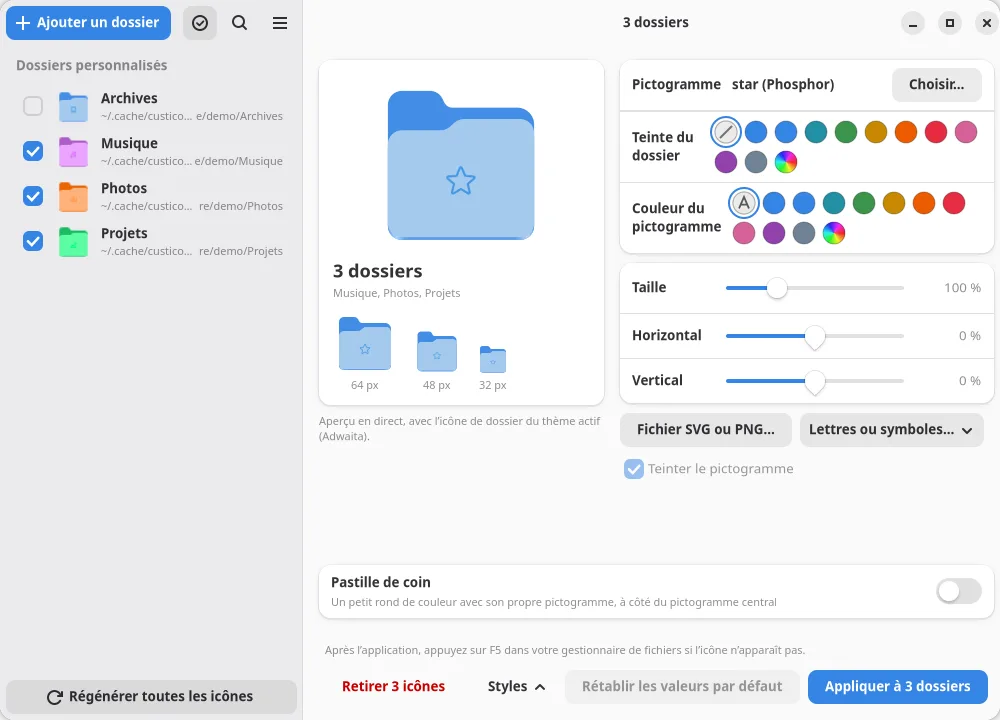 Ajouter un dossier
3 dossiers
Dossiers personnalisés
Archives
~/.cache/custico... e/demo/Archives
Musique
~/.cache/custico... e/demo/Musique
Photos
~/.cache/custico... re/demo/Photos
Projets
~/.cache/custico... re/demo/Projets
Régénérer toutes les icônes
3 dossiers
Musique, Photos, Projets
64 px
48 px
32 px
Aperçu en direct, avec l’icône de dossier du thème actif
(Adwaita).
Pictogramme star (Phosphor)
Choisir...
Teinte du
dossier
Couleur du
pictogramme
A
Taille
100 %
Horizontal
0 %
Vertical
0 %
Fichier SVG ou PNG...
Lettres ou symboles...
Teinter le pictogramme
Pastille de coin
Un petit rond de couleur avec son propre pictogramme, à côté du pictogramme central
Après l’application, appuyez sur F5 dans votre gestionnaire de fichiers si l’icône n’apparaît pas.
Retirer 3 icônes
Styles
Rétablir les valeurs par défaut
Appliquer à 3 dossiers